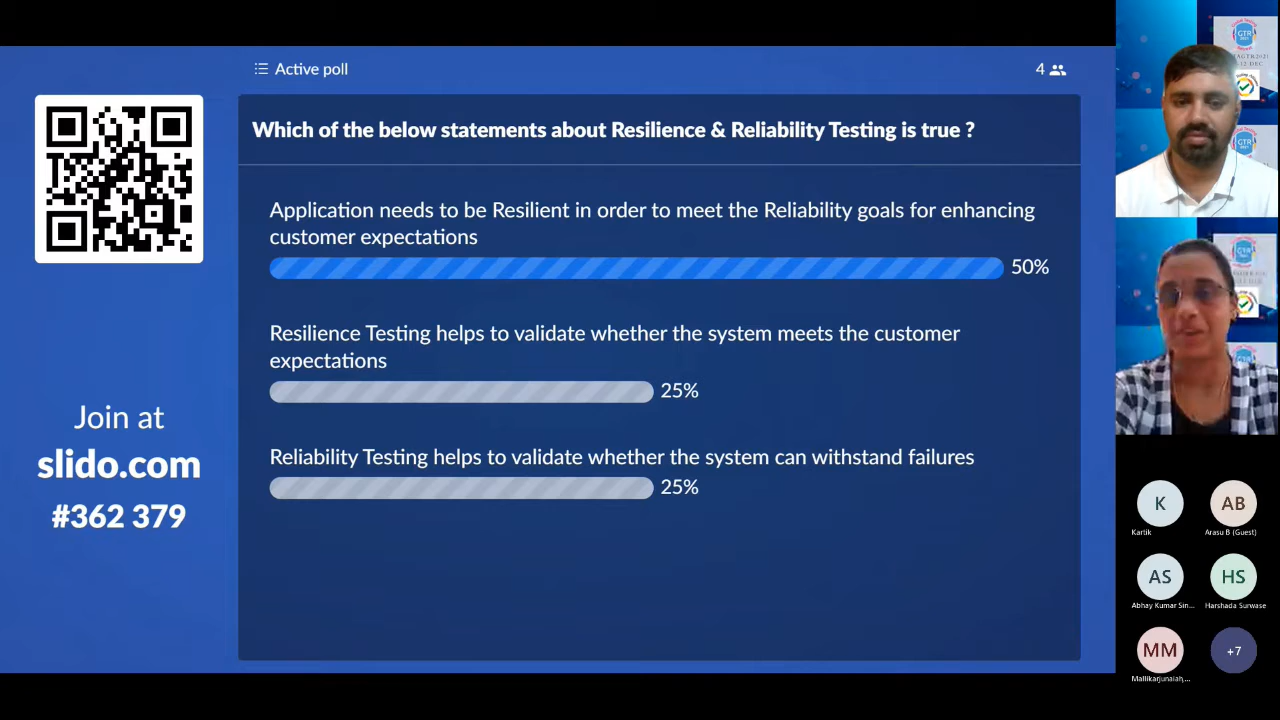 Active poll
4
Which of the below statements about Resilience & Reliability Testing is true ?
Application needs to be Resilient in order to meet the Reliability goals for enhancing
customer expectations
50%
Resilience Testing helps to validate whether the system meets the customer
expectations
25%
Reliability Testing helps to validate whether the system can withstand failures
25%
Join at
slido.com
#362 379
GTR
GTR
GTR
K
AB
Kartik
Arasu B (Guest)
AS
HS
Abhay Kumar Sin...
Harshada Surwase
MM
+7
Mallikarjunaiah,...